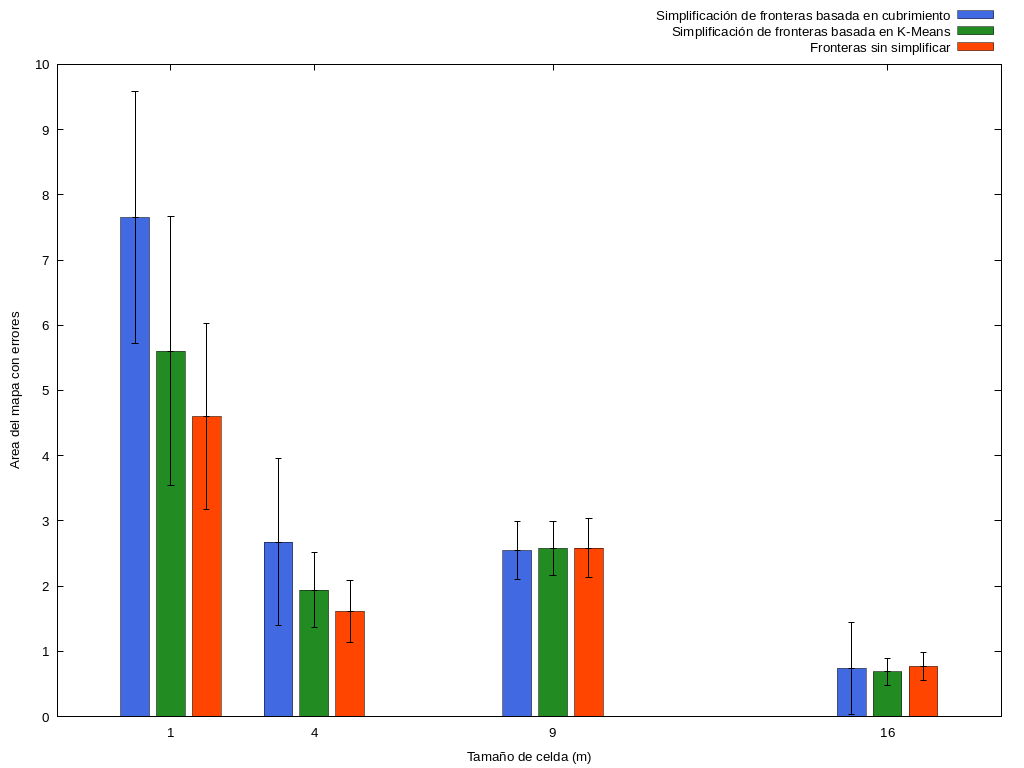 Simplificación de fronteras basada en cubrimiento
Simplificación de fronteras basada en K-Means
Fronteras sin simplificar
10
9
8
7
6
5
4
3
2
1
0
Area del mapa con errores
1 4 9 16
Tamaño de celda (m)